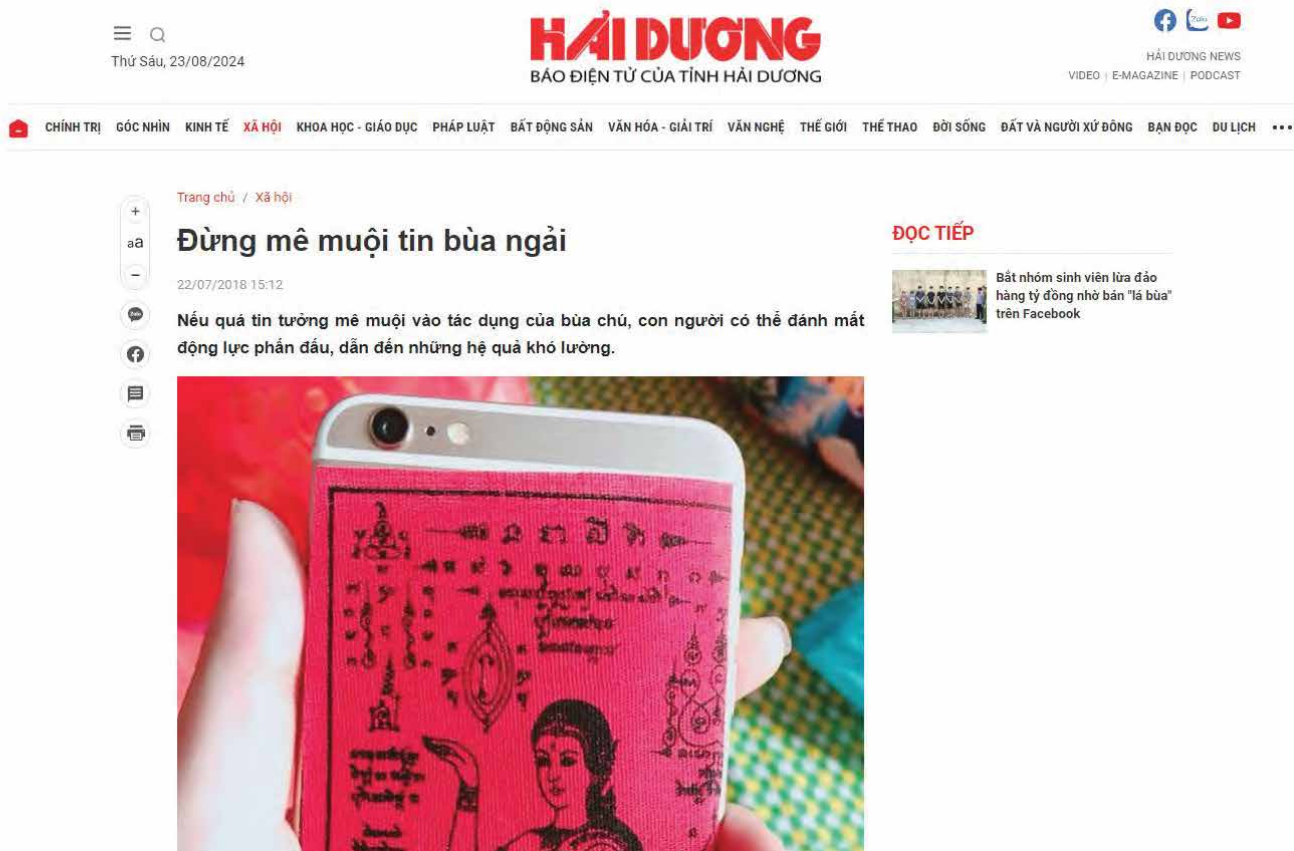 Thứ Sáu, 23/08/2024
HẢI DƯƠNG
BÁO ĐIỆN TỬ CỦA TỈNH HẢI DƯƠNG
Zalo
HẢI DƯƠNG NEWS
VIDEO | E-MAGAZINE | PODCAST
CHÍNH TRỊ GÓC NHÌN KINH TẾ XÃ HỘI KHOA HỌC - GIÁO DỤC PHÁP LUẬT BẤT ĐỘNG SẢN VĂN HÓA - GIẢI TRÍ VĂN NGHỆ THẾ GIỚI THỂ THAO ĐỜI SỐNG ĐẤT VÀ NGƯỜI XỨ ĐÔNG BẠN ĐỌC DU LỊCH
Trang chủ / Xã hội
+
aa
−
Zalo
Đừng mê muội tin bùa ngải
22/07/2018 15:12
Nếu quá tin tưởng mê muội vào tác dụng của bùa chú, con người có thể đánh mất
động lực phấn đấu, dẫn đến những hệ quả khó lường.
ĐỌC TIẾP
Bắt nhóm sinh viên lừa đảo
hàng tỷ đồng nhờ bán "lá bùa"
trên Facebook